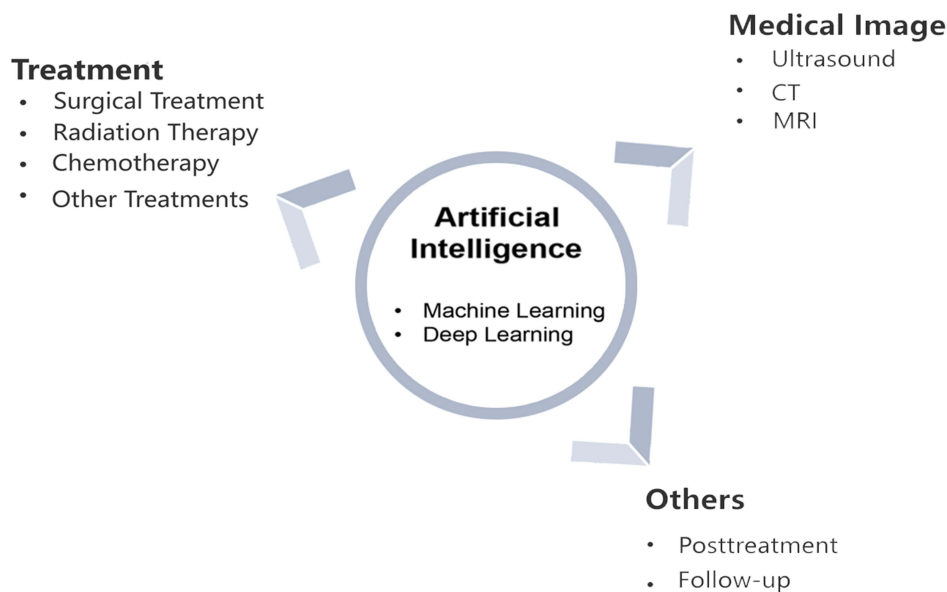 Medical Image
• Ultrasound
• CT
• MRI
Treatment
• Surgical Treatment
• Radiation Therapy
• Chemotherapy
• Other Treatments
Artificial
Intelligence
• Machine Learning
• Deep Learning
Others
• Posttreatment
• Follow-up